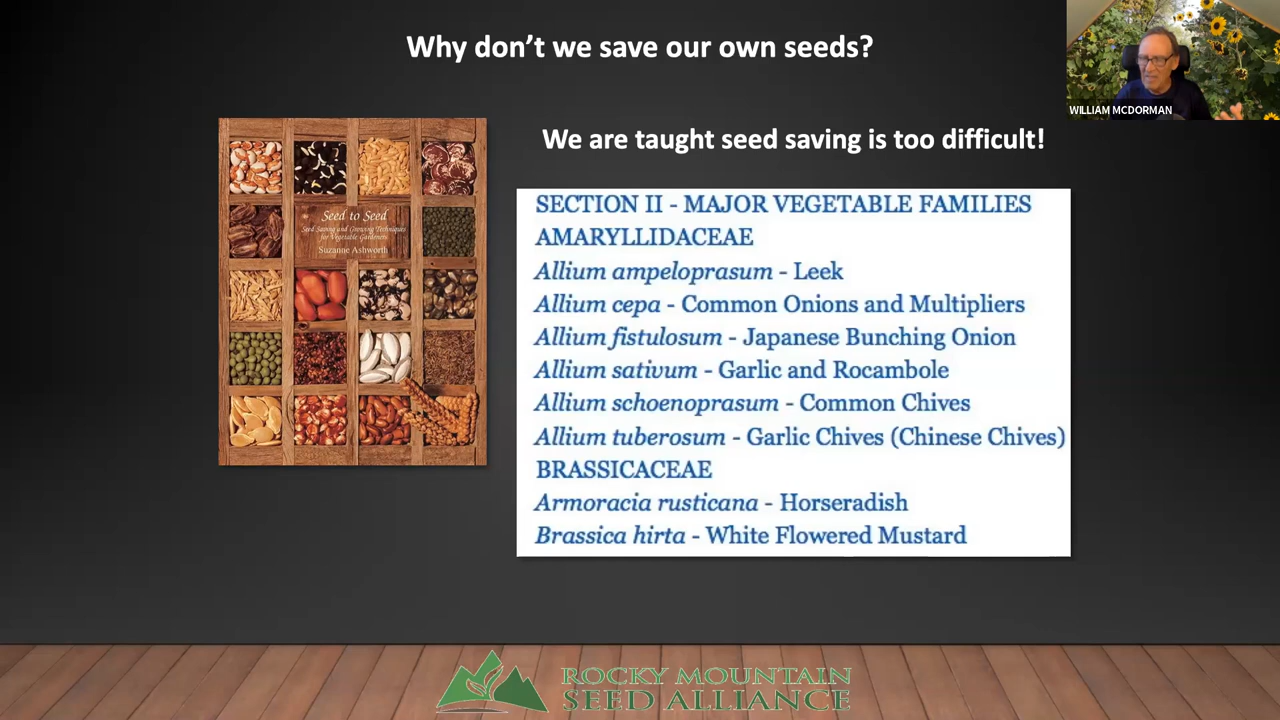 Why don't we save our own seeds?
WILLIAM MCDORMAN
We are taught seed saving is too difficult!
Seed to Seed
Seed Saving and Growing Techniques
for Vegetable Gardeners
Suzanne Ashworth
SECTION II - MAJOR VEGETABLE FAMILIES
AMARYLLIDACEAE
Allium ampeloprasum - Leek
Allium cepa - Common Onions and Multipliers
Allium fistulosum - Japanese Bunching Onion
Allium sativum - Garlic and Rocambole
Allium schoenoprasum - Common Chives
Allium tuberosum - Garlic Chives (Chinese Chives)
BRASSICACEAE
Armoracia rusticana - Horseradish
Brassica hirta - White Flowered Mustard
ROCKY MOUNTAIN
SEED ALLIANCE